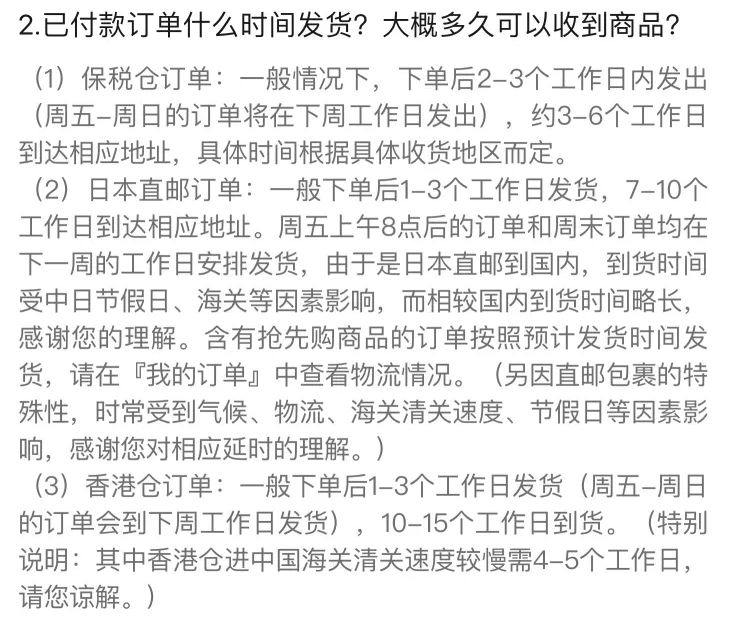 2.已付款订单什么时间发货？大概多久可以收到商品？
（1）保税仓订单：一般情况下，下单后2-3个工作日内发出
（周五-周日的订单将在下周工作日发出），约3-6个工作日
到达相应地址，具体时间根据具体收货地区而定。
（2）日本直邮订单：一般下单后1-3个工作日发货，7-10个
工作日到达相应地址。周五上午8点后的订单和周末订单均在
下一周的工作日安排发货，由于是日本直邮到国内，到货时间
受中日节假日、海关等因素影响，而相较国内到货时间略长，
感谢您的理解。含有抢先购商品的订单按照预计发货时间发
货，请在『我的订单』中查看物流情况。（另因直邮包裹的特
殊性，时常受到气候、物流、海关清关速度、节假日等因素影
响，感谢您对相应延时的理解。）
（3）香港仓订单：一般下单后1-3个工作日发货（周五-周日
的订单会到下周工作日发货），10-15个工作日到货。（特别
说明：其中香港仓进中国海关清关速度较慢需4-5个工作日，
请您谅解。）